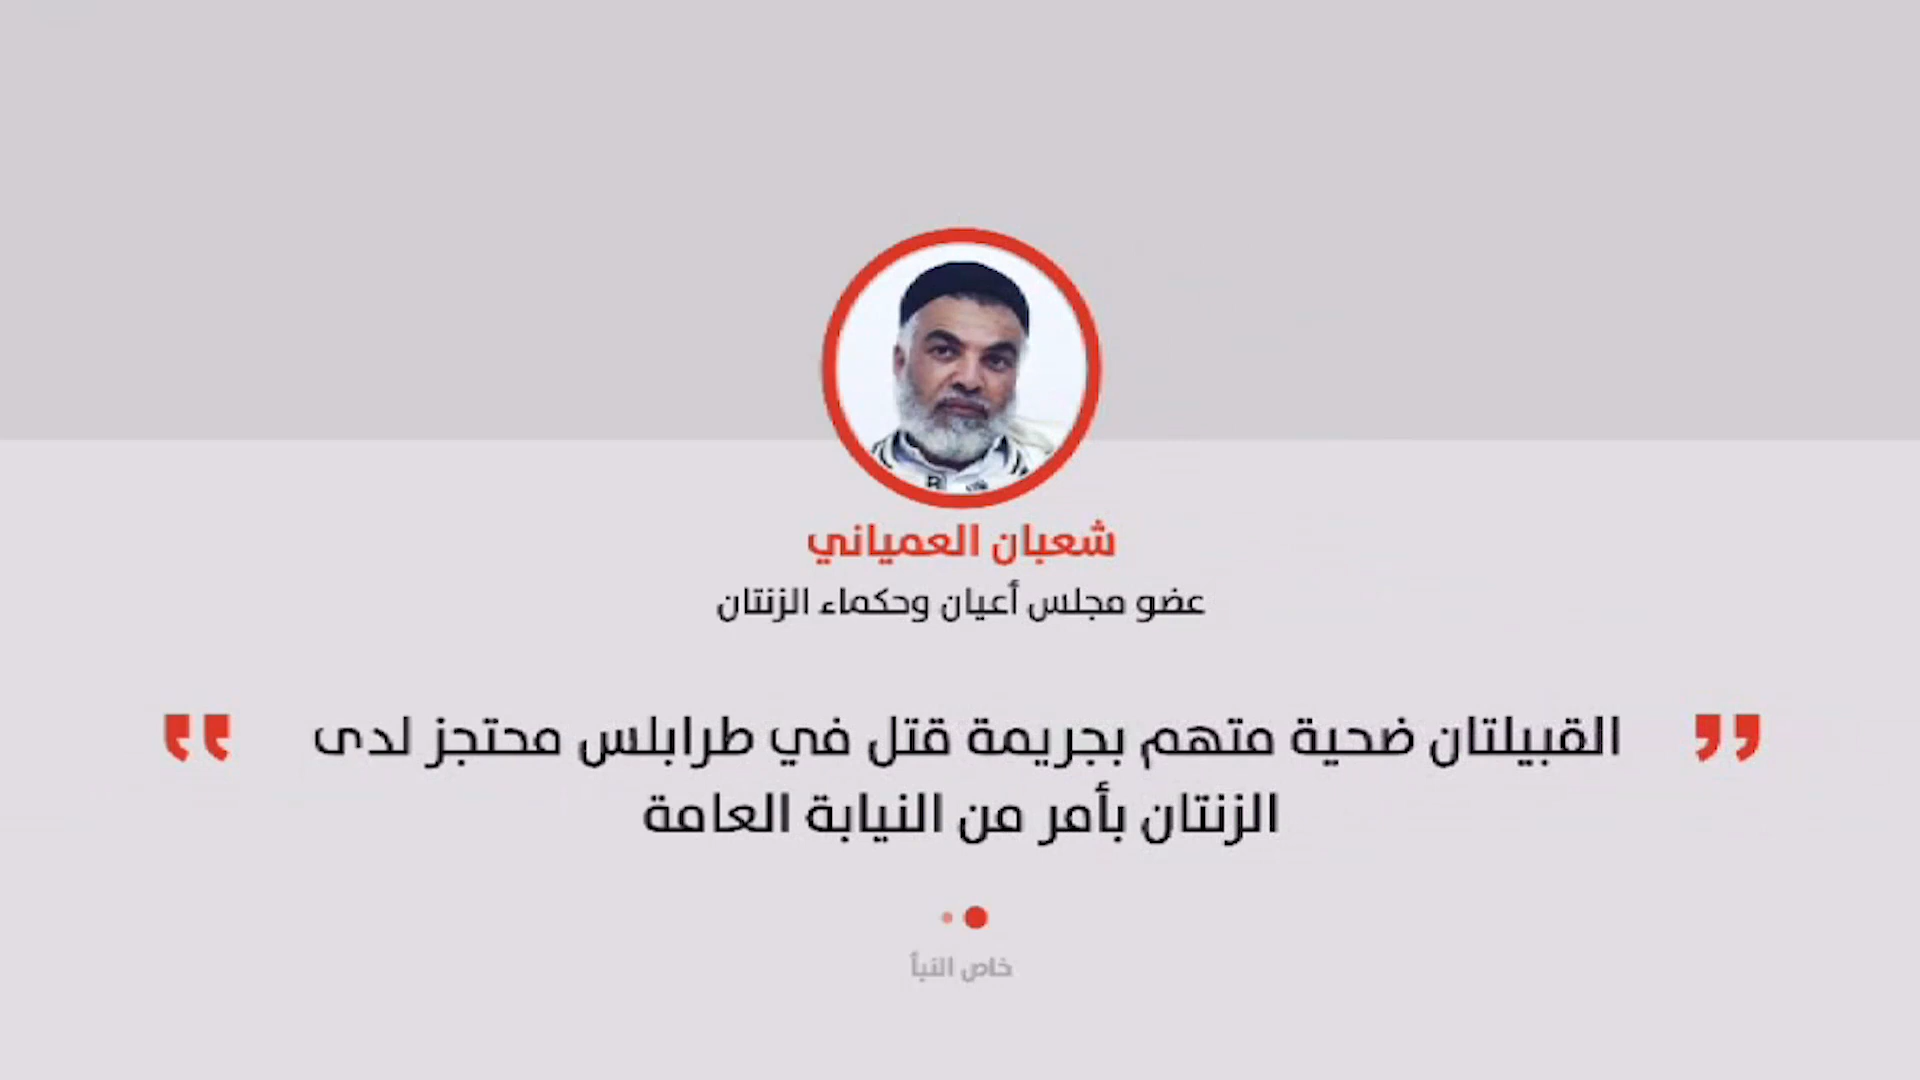 شعبان العمياني
عضو مجلس أعيان وحكماء الزنتان
القبيلتان ضحية متهم بجريمة قتل في طرابلس محتجز لدى
الزنتان بأمر من النيابة العامة
خاص النبأ